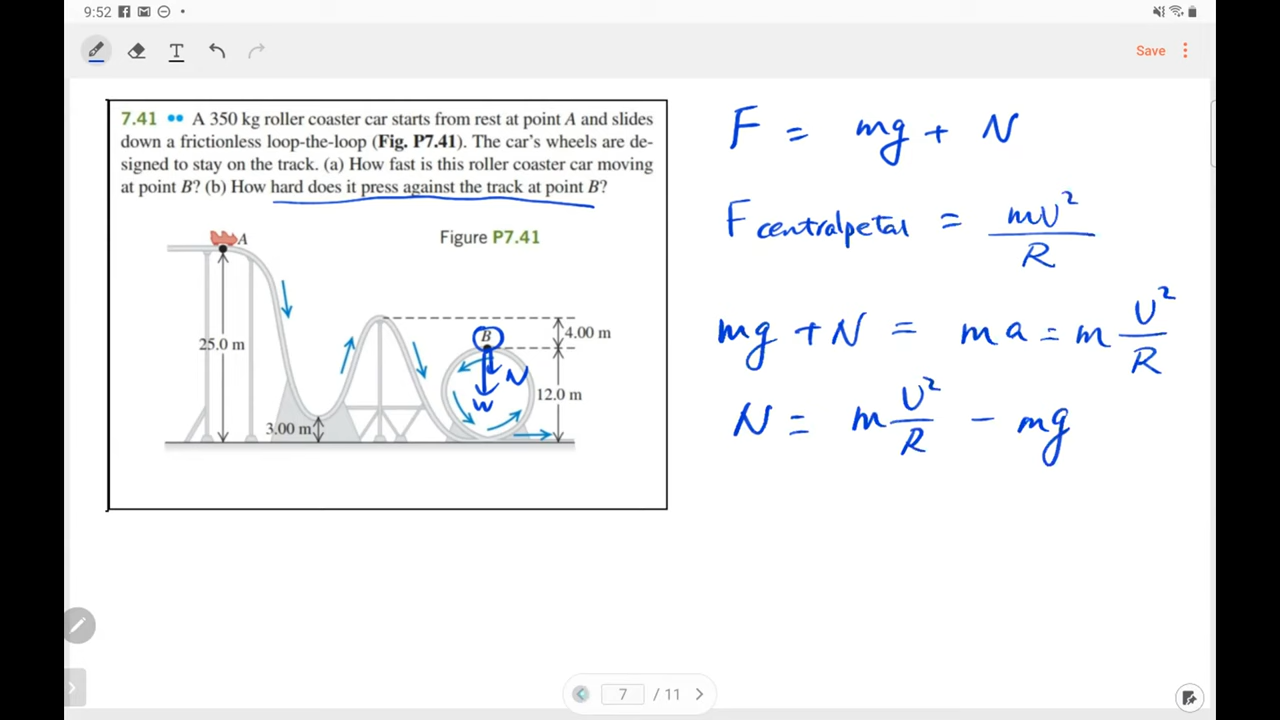 9:52
T
Save
7.41 •• A 350 kg roller coaster car starts from rest at point A and slides
down a frictionless loop-the-loop (Fig. P7.41). The car's wheels are de-
signed to stay on the track. (a) How fast is this roller coaster car moving
at point B? (b) How hard does it press against the track at point B?
Figure P7.41
A
25.0 m
3.00 m
B
4.00 m
12.0 m
N
W
F = mg + N
F centralpetal = mv²/R
mg + N = ma = m v²/R
N = m v²/R - mg
7 / 11